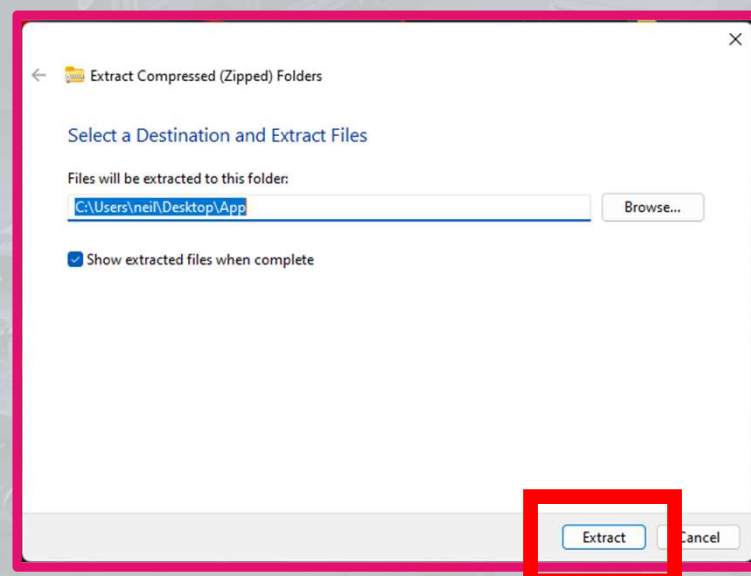 Extract Compressed (Zipped) Folders
Select a Destination and Extract Files
Files will be extracted to this folder:
C:\Users\neil\Desktop\App
Browse...
Show extracted files when complete
Extract
Cancel